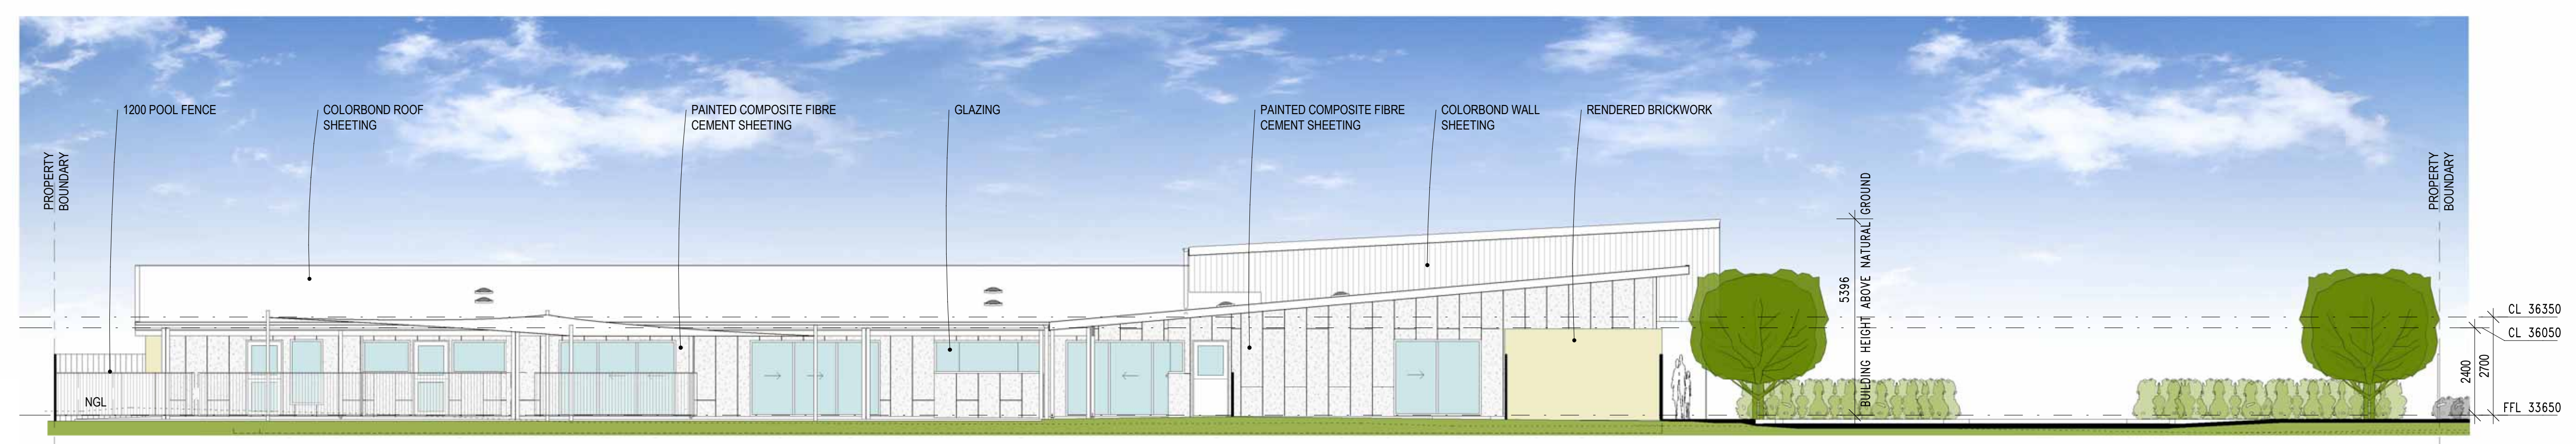 1200 POOL FENCE
COLORBOND ROOF
SHEETING
PAINTED COMPOSITE FIBRE
CEMENT SHEETING
GLAZING
PAINTED COMPOSITE FIBRE
CEMENT SHEETING
COLORBOND WALL
SHEETING
RENDERED BRICKWORK
PROPERTY
BOUNDARY
5396
BUILDING HEIGHT ABOVE NATURAL GROUND
PROPERTY
BOUNDARY
CL 36350
CL 36050
2400
2700
FFL 33650
NGL